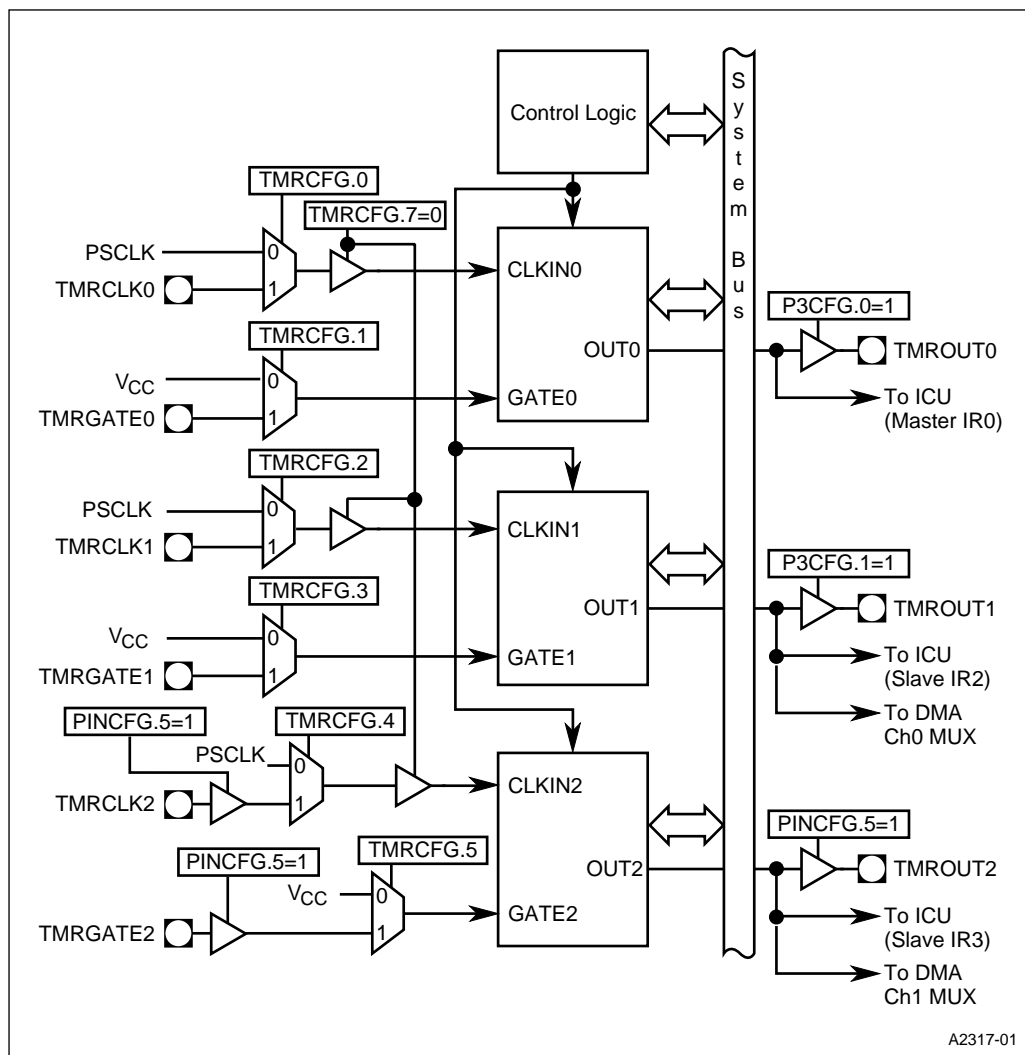 Control Logic
System Bus
TMRCFG.0
TMRCFG.7=0
PSCLK
0
TMRCLK0
1
CLKIN0
P3CFG.0=1
TMRCFG.1
OUT0
TMROUT0
VCC
0
TMRGATE0
1
GATE0
To ICU
(Master IR0)
TMRCFG.2
PSCLK
0
TMRCLK1
1
CLKIN1
P3CFG.1=1
TMRCFG.3
OUT1
TMROUT1
VCC
0
TMRGATE1
1
GATE1
To ICU
(Slave IR2)
To DMA
Ch0 MUX
PINCFG.5=1
TMRCFG.4
PSCLK
0
TMRCLK2
1
CLKIN2
PINCFG.5=1
PINCFG.5=1
TMRCFG.5
OUT2
TMROUT2
VCC
0
TMRGATE2
1
GATE2
To ICU
(Slave IR3)
To DMA
Ch1 MUX
A2317-01